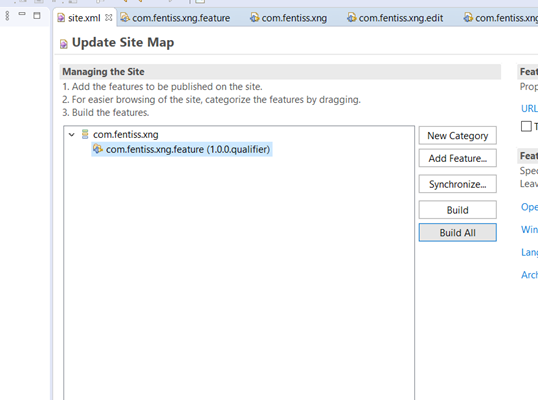 site.xml com.fentiss.xng.feature com.fentiss.xng com.fentiss.xng.edit com.fentiss.xng
Update Site Map
Managing the Site
1. Add the features to be published on the site.
2. For easier browsing of the site, categorize the features by dragging.
3. Build the features.
com.fentiss.xng
com.fentiss.xng.feature (1.0.0.qualifier)
New Category
Add Feature...
Synchronize...
Build
Build All
Feat
Prop
URL
Feat
Spec
Leav
Ope
Win
Lang
Arch